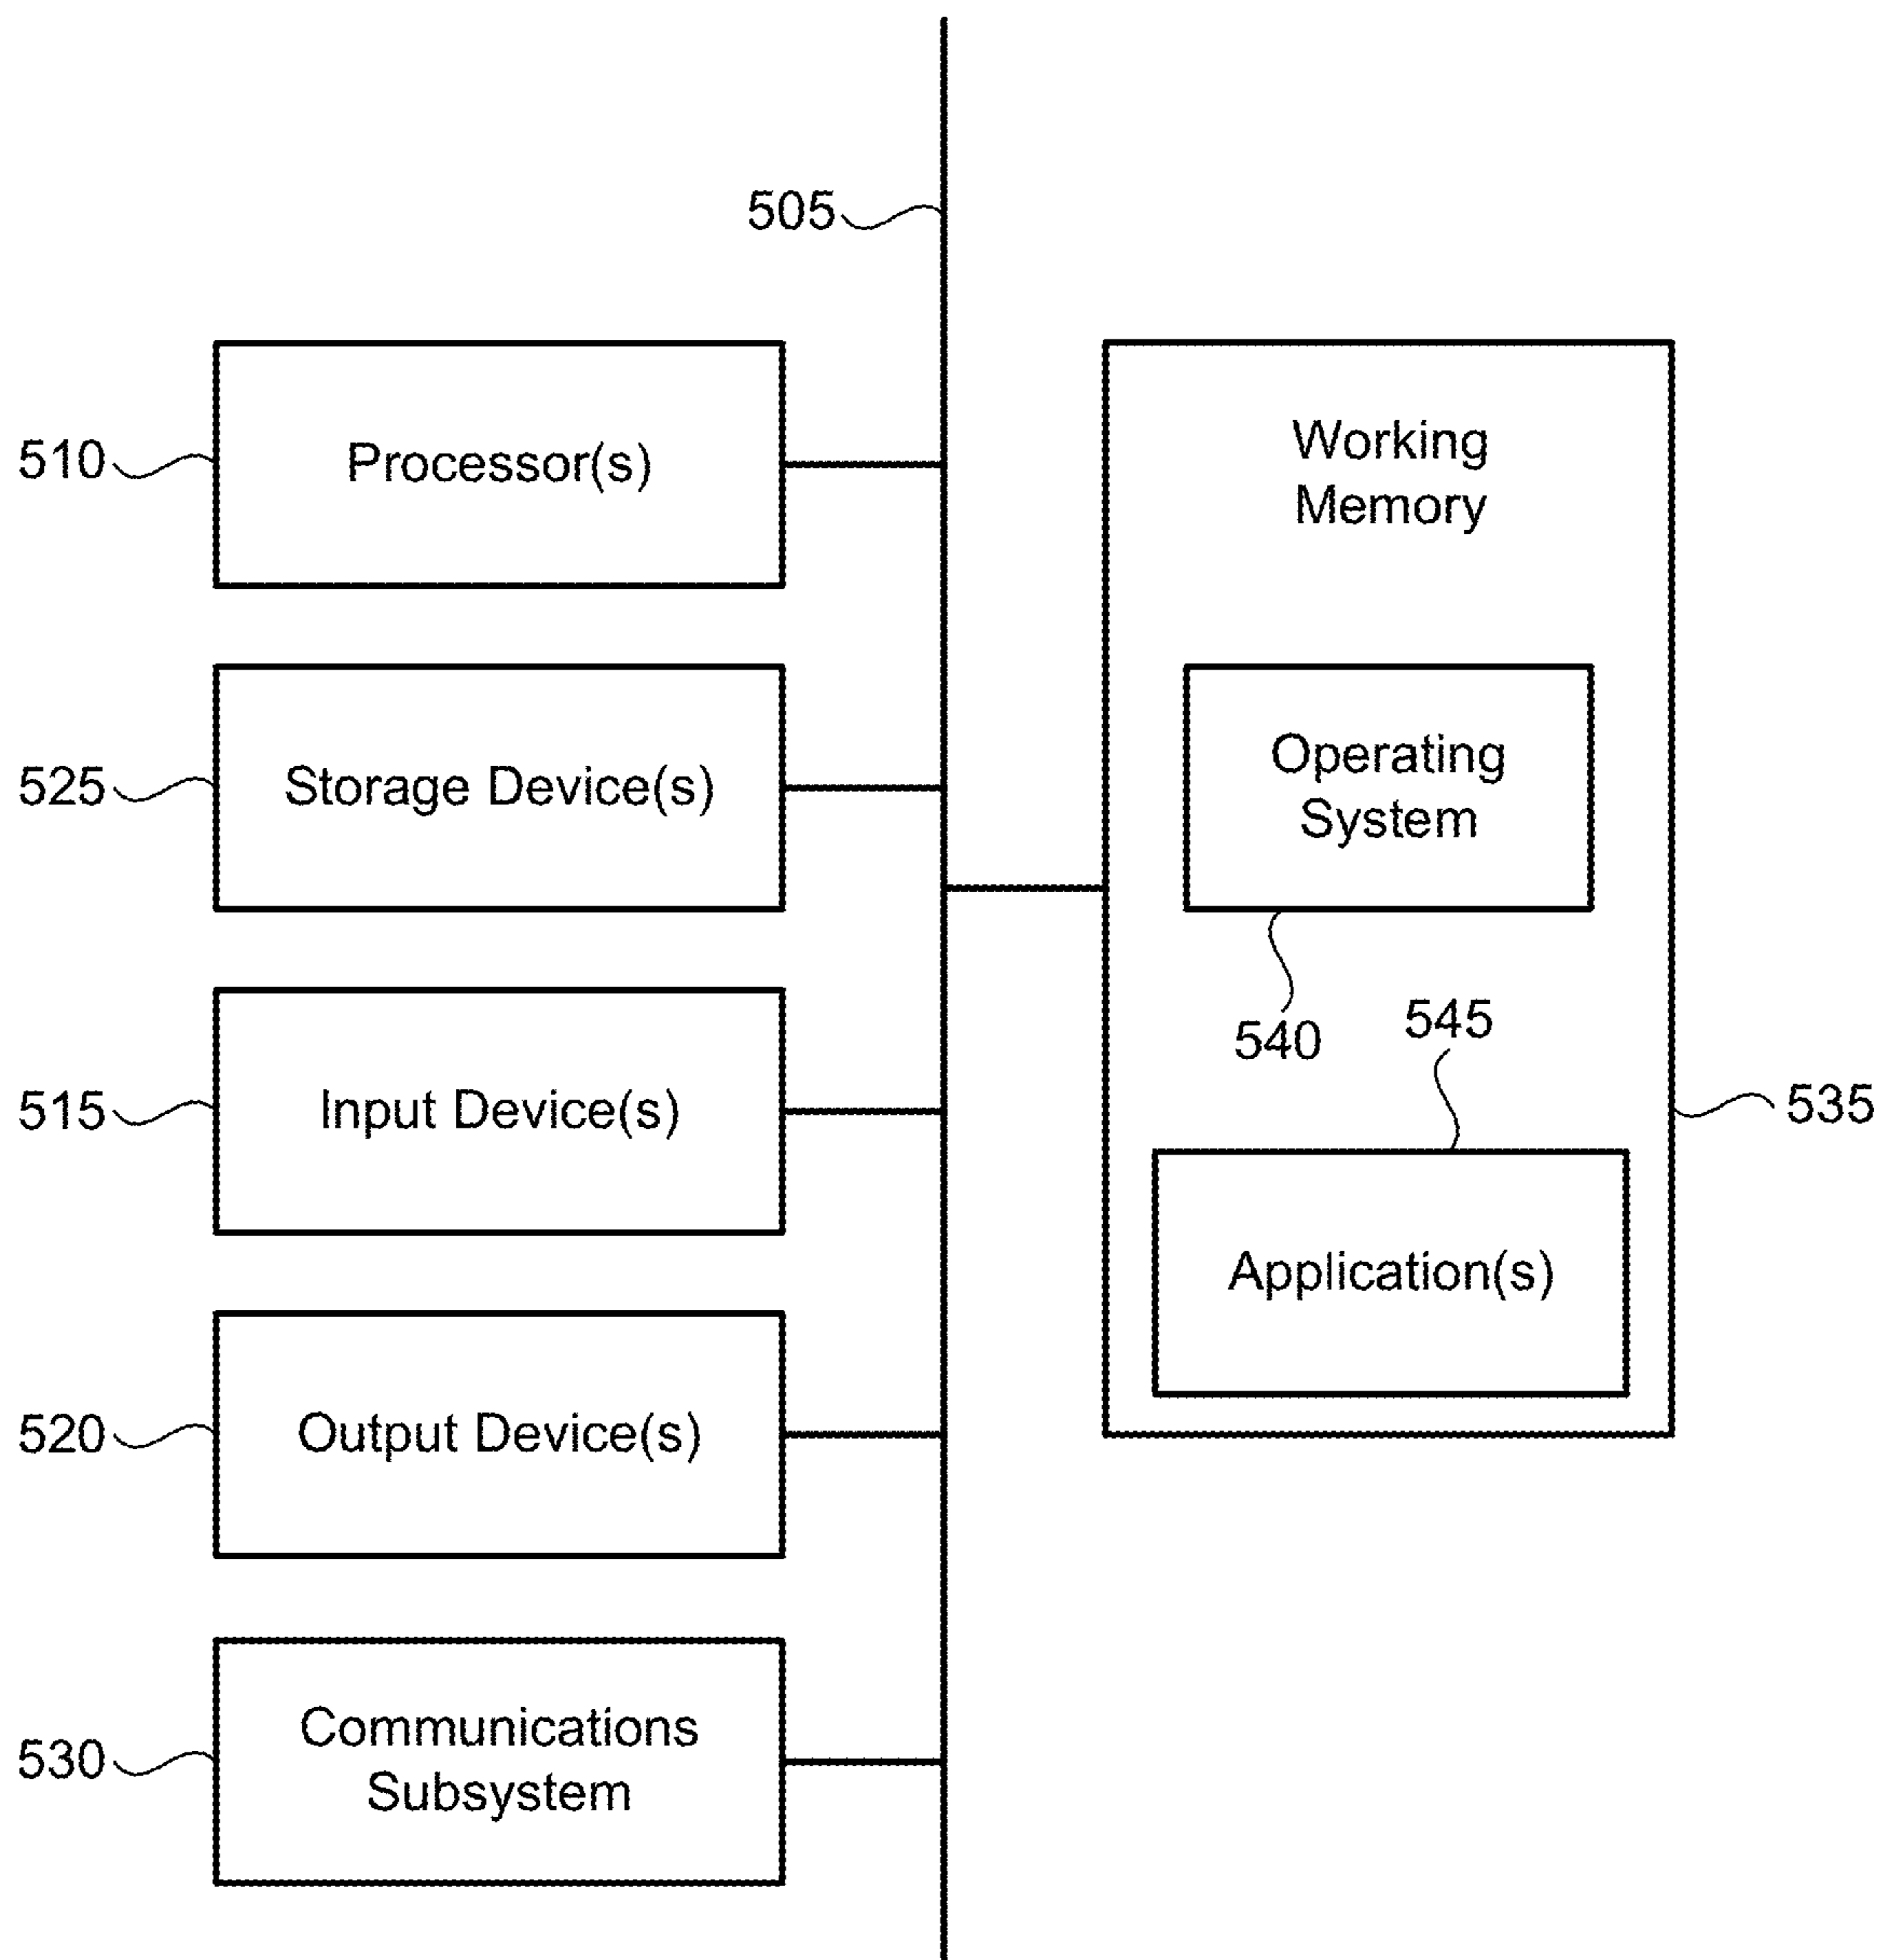 505
510
Processor(s)
525
Storage Device(s)
515
Input Device(s)
520
Output Device(s)
530
Communications
Subsystem
Working
Memory
Operating
System
540
545
Application(s)
535